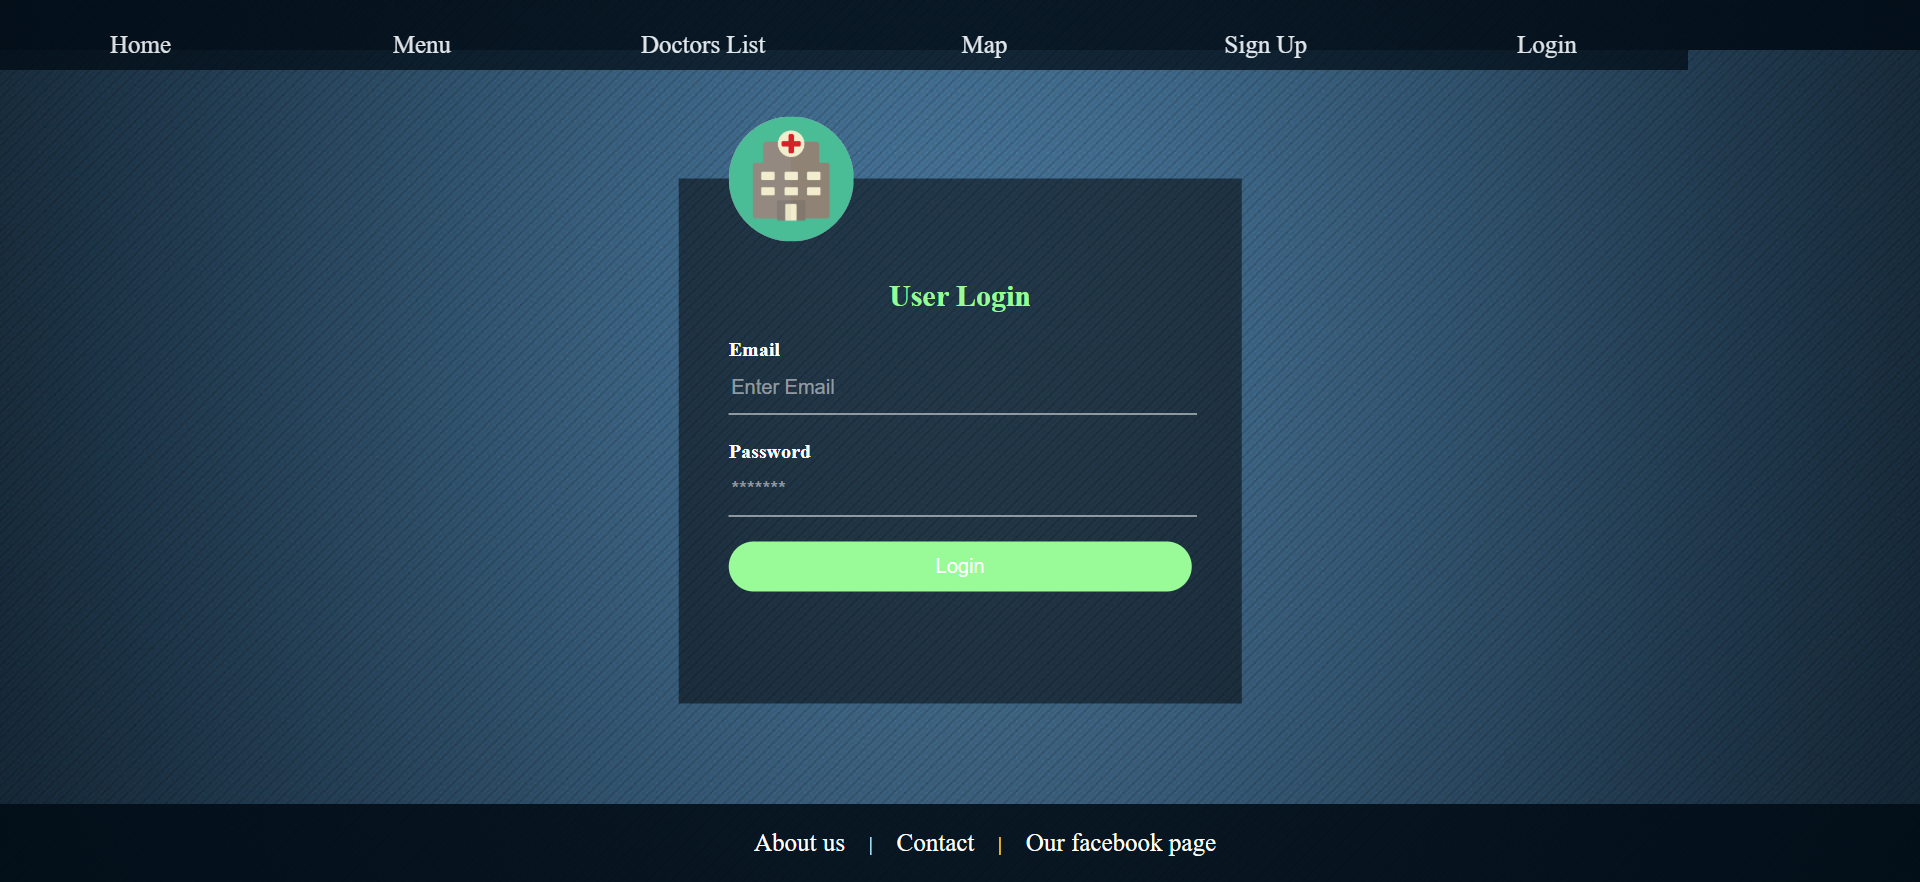 Home Menu Doctors List Map Sign Up Login
User Login
Email
Enter Email
Password
*******
Login
About us | Contact | Our facebook page